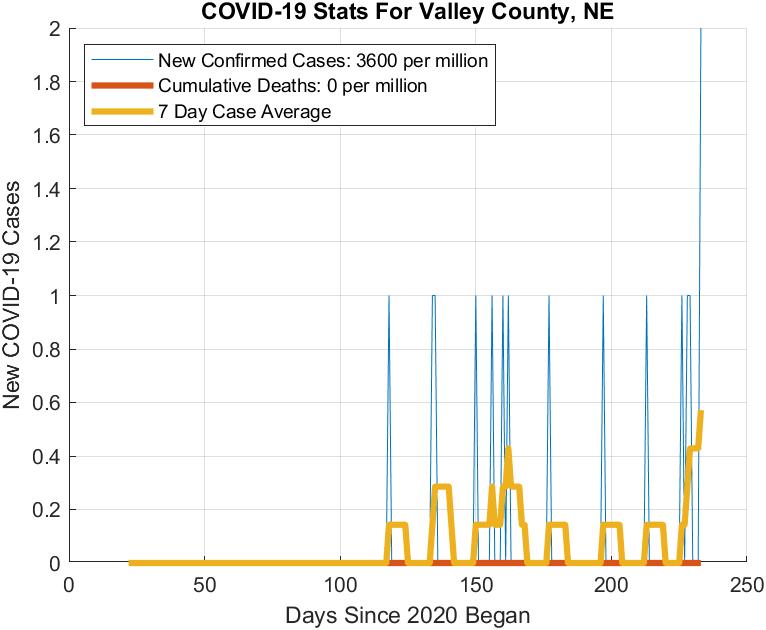 COVID-19 Stats For Valley County, NE
New Confirmed Cases: 3600 per million
Cumulative Deaths: 0 per million
7 Day Case Average
New COVID-19 Cases
2
1.8
1.6
1.4
1.2
1
0.8
0.6
0.4
0.2
0
0 50 100 150 200 250
Days Since 2020 Began